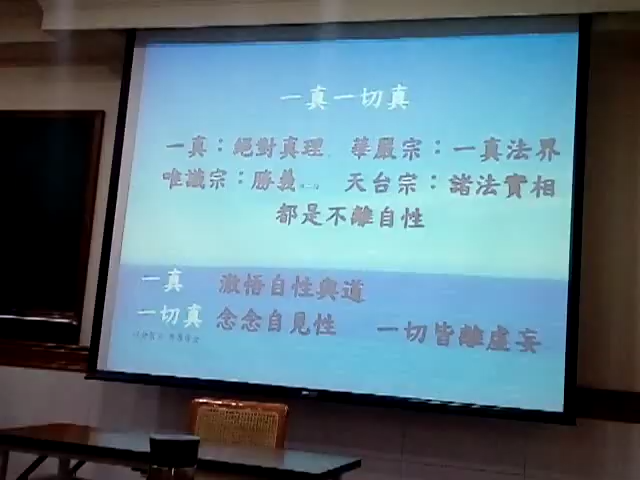 一真一切真
一真：絕對真理 華嚴宗：一真法界
唯識宗：勝義 天台宗：諸法實相
都是不離自性
一真 澈悟自性與道
一切真 念念自見性 一切皆離虛妄